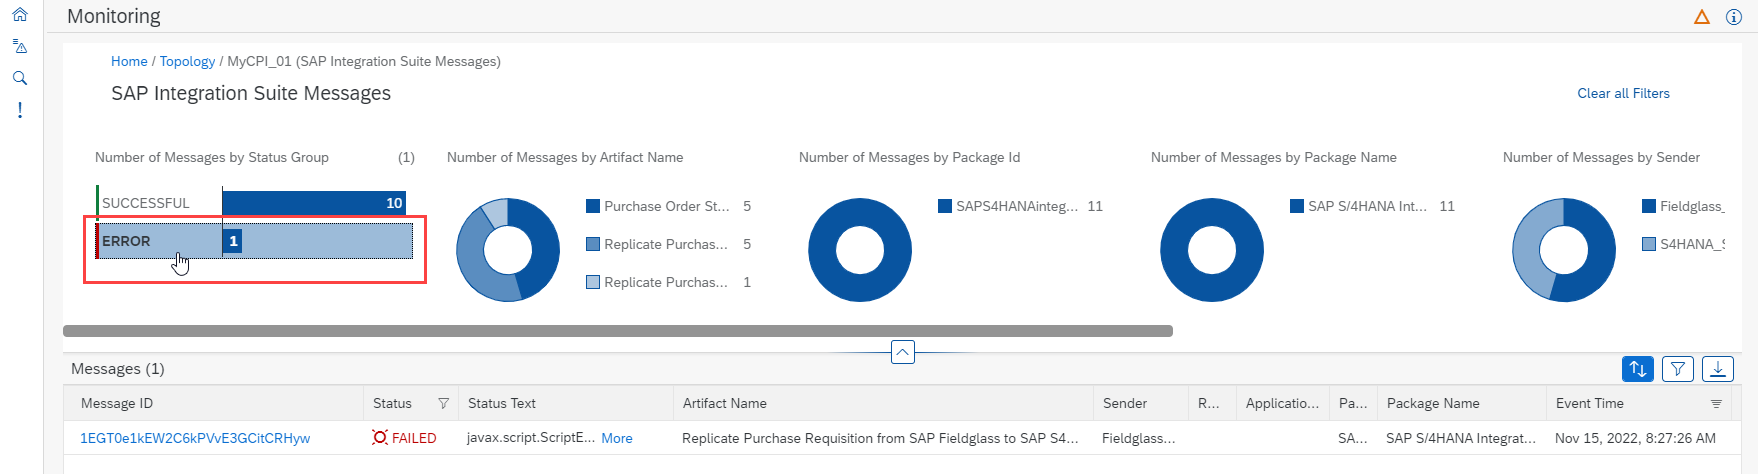 Monitoring
Home / Topology / MyCPI_01 (SAP Integration Suite Messages)
SAP Integration Suite Messages
Clear all Filters
Number of Messages by Status Group (1)
SUCCESSFUL 10
ERROR 1
Number of Messages by Artifact Name
Purchase Order St... 5
Replicate Purchas... 5
Replicate Purchas... 1
Number of Messages by Package Id
SAPS4HANAinteg... 11
Number of Messages by Package Name
SAP S/4HANA Int... 11
Number of Messages by Sender
Fieldglass_
S4HANA_S
Messages (1)
Message ID Status Status Text Artifact Name Sender R... Applicatio... Pa... Package Name Event Time
1EGT0e1kEW2C6kPVvE3GCitCRHyw FAILED javax.script.ScriptE... More Replicate Purchase Requisition from SAP Fieldglass to SAP S4... Fieldglass... SA... SAP S/4HANA Integrat... Nov 15, 2022, 8:27:26 AM